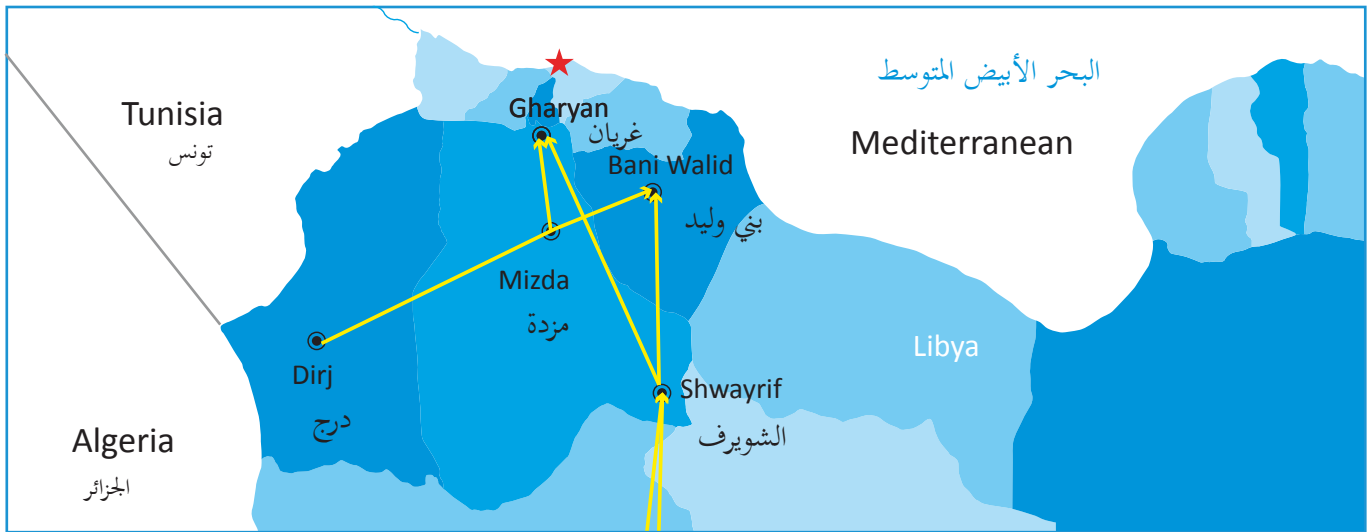 البحر الأبيض المتوسط
Mediterranean
Tunisia
تونس
Gharyan
غريان
Bani Walid
بني وليد
Mizda
مزدة
Libya
Dirj
درج
Shwayrif
الشويرف
Algeria
الجزائر